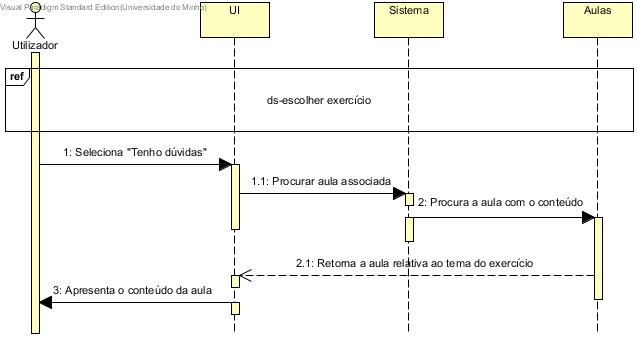 Visual Paradigm Standard Edition(Universidade do Minho)
UI
Sistema
Aulas
Utilizador
ref
ds-escolher exercício
1: Seleciona "Tenho dúvidas"
1.1: Procurar aula associada
2: Procura a aula com o conteúdo
2.1: Retorna a aula relativa ao tema do exercício
3: Apresenta o conteúdo da aula